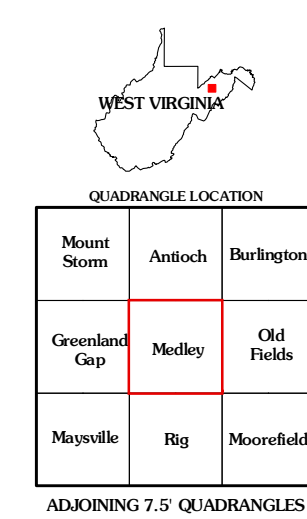 WEST VIRGINIA
QUADRANGLE LOCATION
Mount
Storm
Antioch
Burlington
Greenland
Gap
Medley
Old
Fields
Maysville
Rig
Moorefield
ADJOINING 7.5' QUADRANGLES